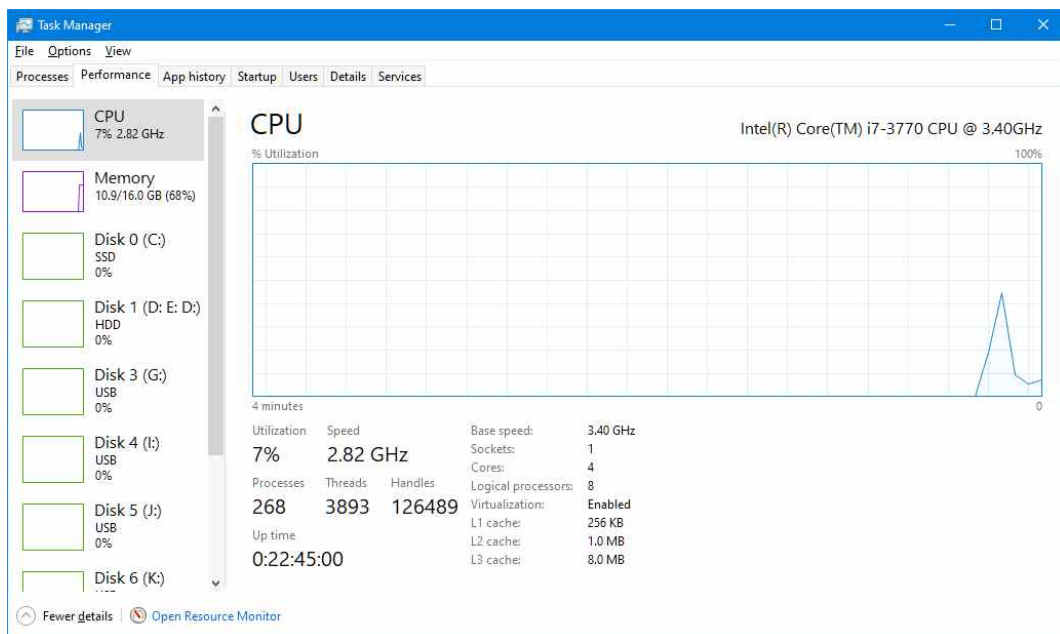 Task Manager
File Options View
Processes Performance App history Startup Users Details Services
CPU
7% 2.82 GHz
Memory
10.9/16.0 GB (68%)
Disk 0 (C:)
SSD
0%
Disk 1 (D: E: D:)
HDD
0%
Disk 3 (G:)
USB
0%
Disk 4 (I:)
USB
0%
Disk 5 (J:)
USB
0%
Disk 6 (K:)
CPU
Intel(R) Core(TM) i7-3770 CPU @ 3.40GHz
% Utilization 100%
4 minutes 0
Utilization Speed
7% 2.82 GHz
Processes Threads Handles
268 3893 126489
Up time
0:22:45:00
Base speed: 3.40 GHz
Sockets: 1
Cores: 4
Logical processors: 8
Virtualization: Enabled
L1 cache: 256 KB
L2 cache: 1.0 MB
L3 cache: 8.0 MB
Fewer details Open Resource Monitor